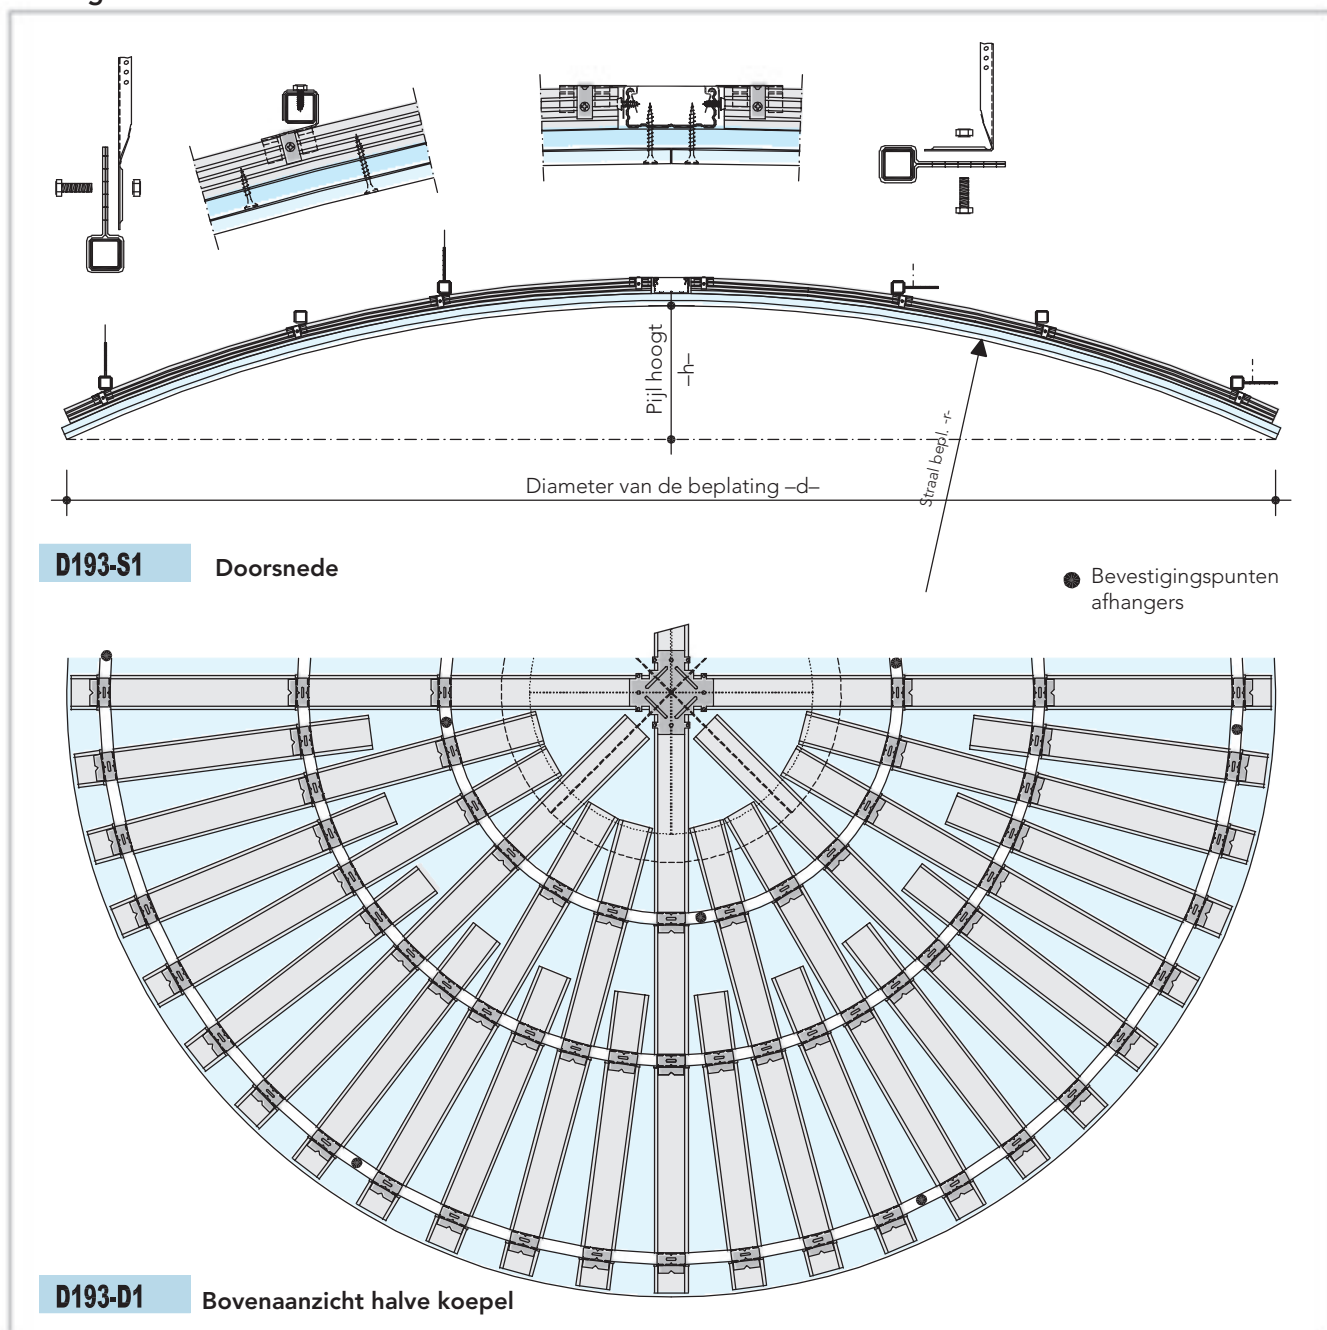 Pijl hoogt
–h–
Straal bepl. -r-
Diameter van de beplating –d–
D193-S1
Doorsnede
Bevestigingspunten
afhangers
D193-D1
Bovenaanzicht halve koepel